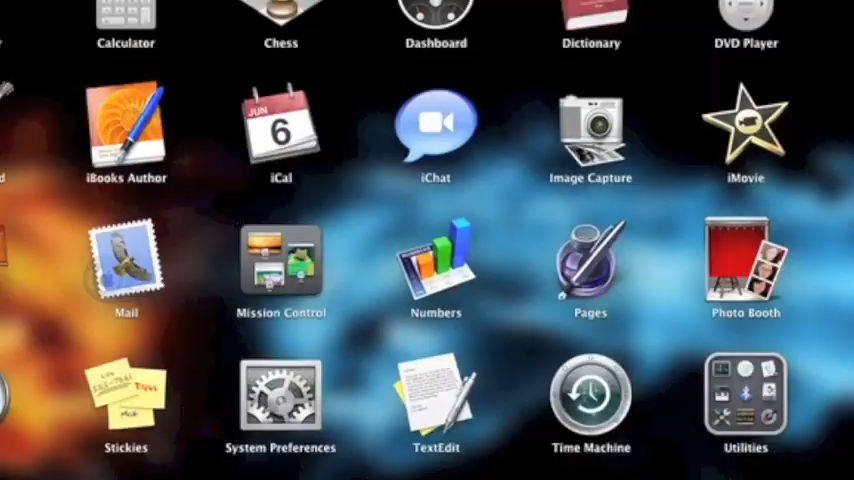 Calculator
Chess
Dashboard
Dictionary
DVD Player
iBooks Author
JUN
6
iCal
iChat
Image Capture
iMovie
Mail
Mission Control
Numbers
Pages
Photo Booth
Stickies
System Preferences
TextEdit
Time Machine
Utilities